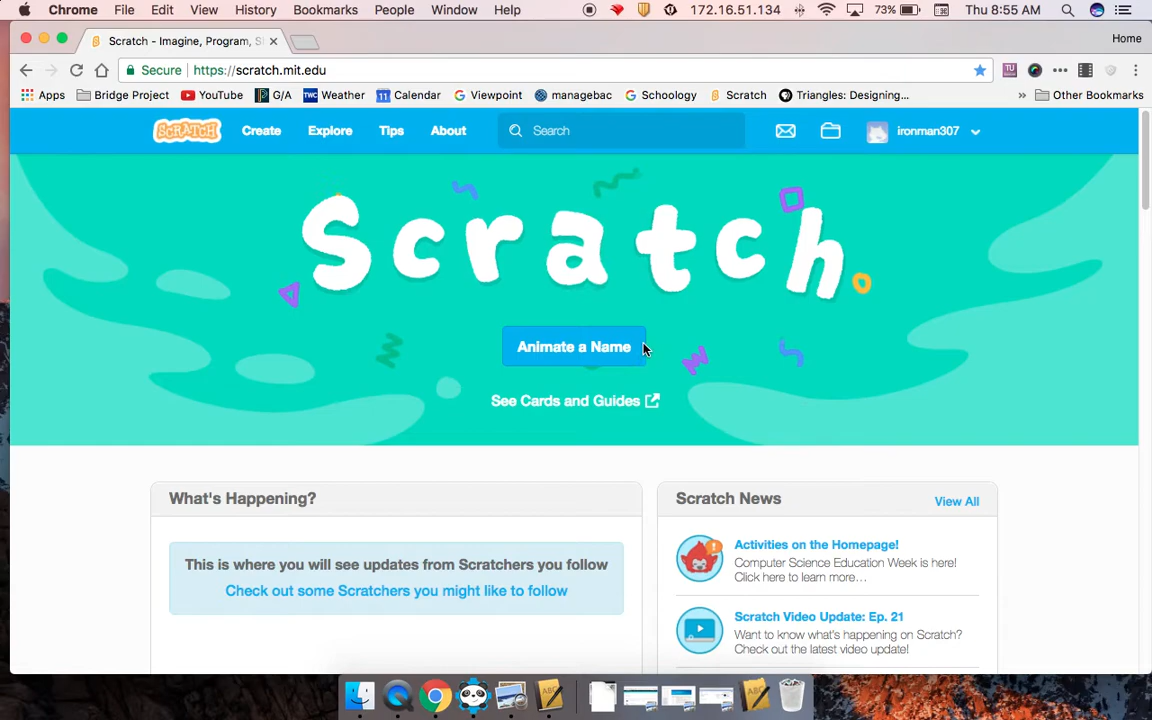 Chrome File Edit View History Bookmarks People Window Help 172.16.51.134 73% Thu 8:55 AM
Scratch - Imagine, Program, S Home
Secure https://scratch.mit.edu
Apps Bridge Project YouTube G/A Weather Calendar Viewpoint managebac Schoology Scratch Triangles: Designing... » Other Bookmarks
SCRATCH Create Explore Tips About Search ironman307
Scratch
Animate a Name
See Cards and Guides
What's Happening?
This is where you will see updates from Scratchers you follow
Check out some Scratchers you might like to follow
Scratch News View All
Activities on the Homepage!
Computer Science Education Week is here!
Click here to learn more…
Scratch Video Update: Ep. 21
Want to know what's happening on Scratch?
Check out the latest video update!